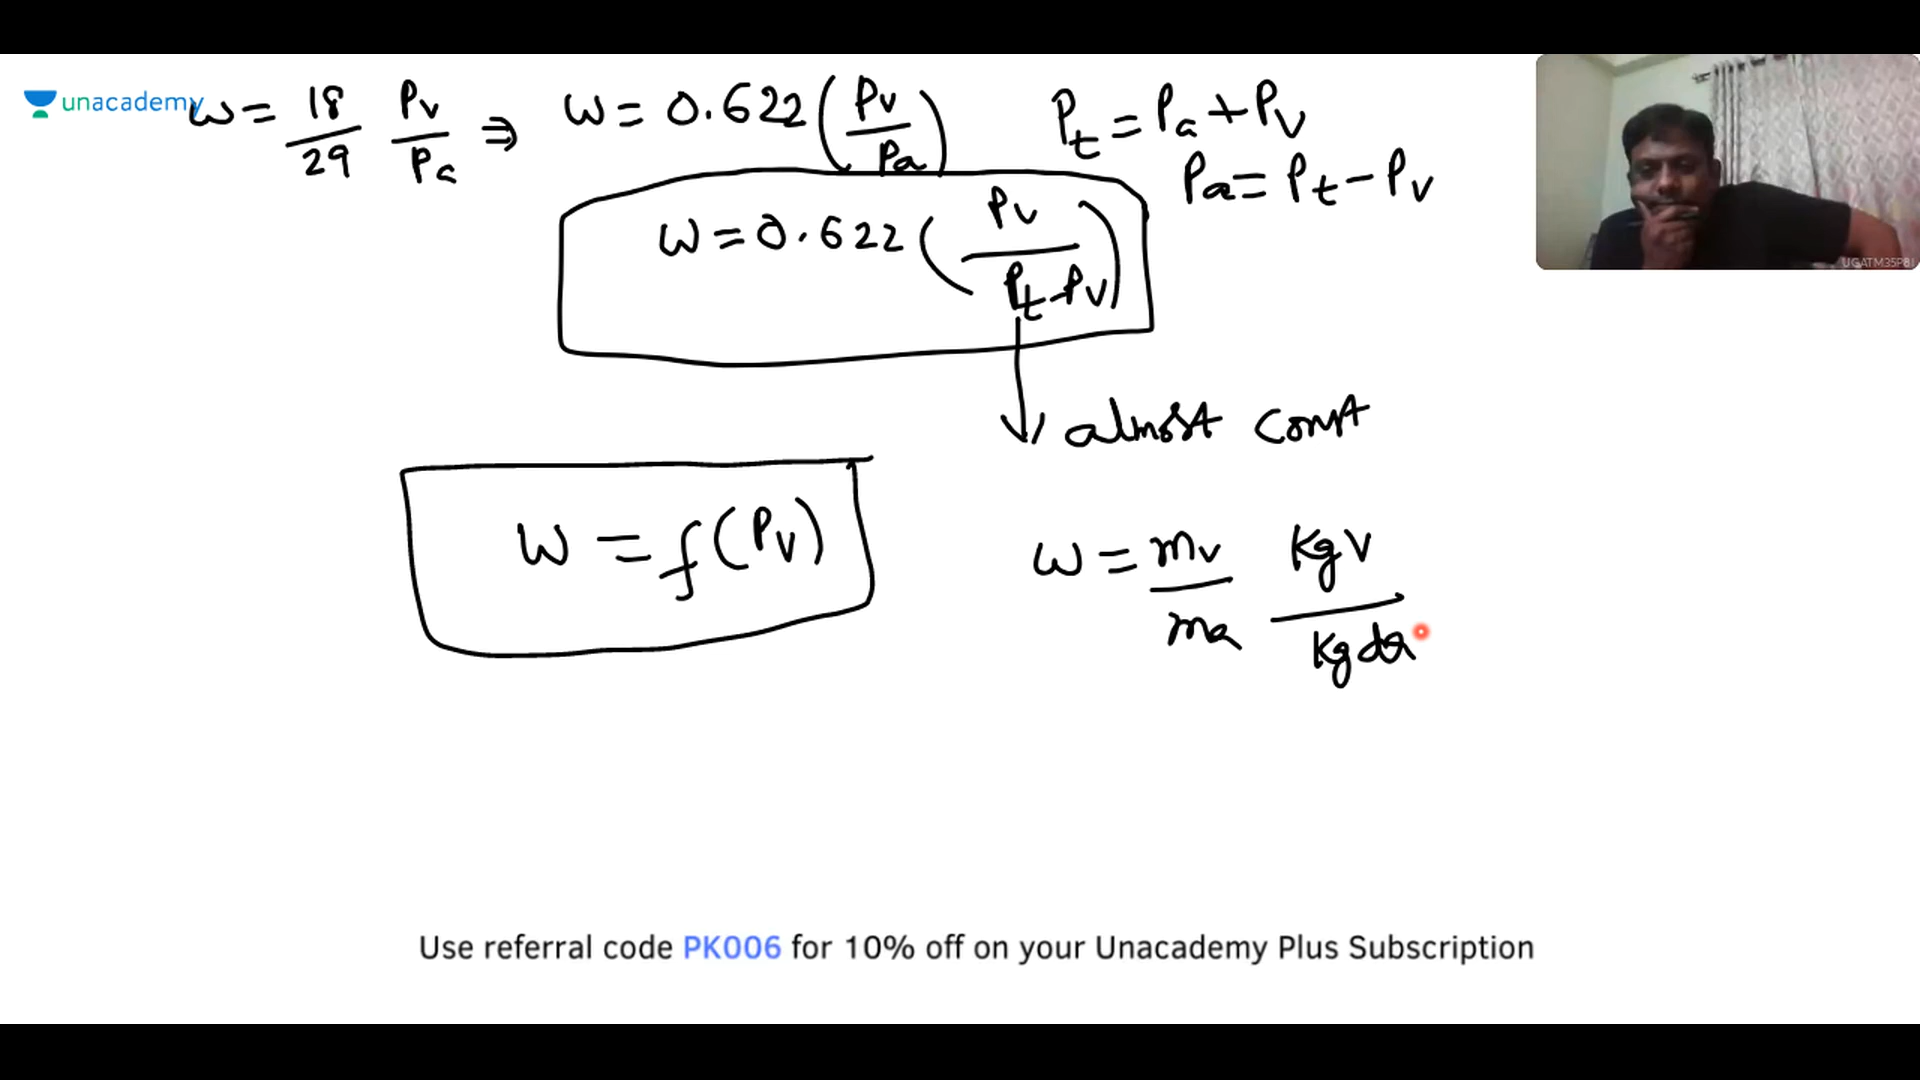 unacademy
ω = 18/29 Pv/Pa ⇒ ω = 0.622 (Pv/Pa) Pt = Pa + Pv
Pa = Pt - Pv
ω = 0.622 (Pv/Pt-Pv)
almost const
ω = f(Pv)
ω = mv/ma kgv/kgda
UGATM35P8I
Use referral code PK006 for 10% off on your Unacademy Plus Subscription